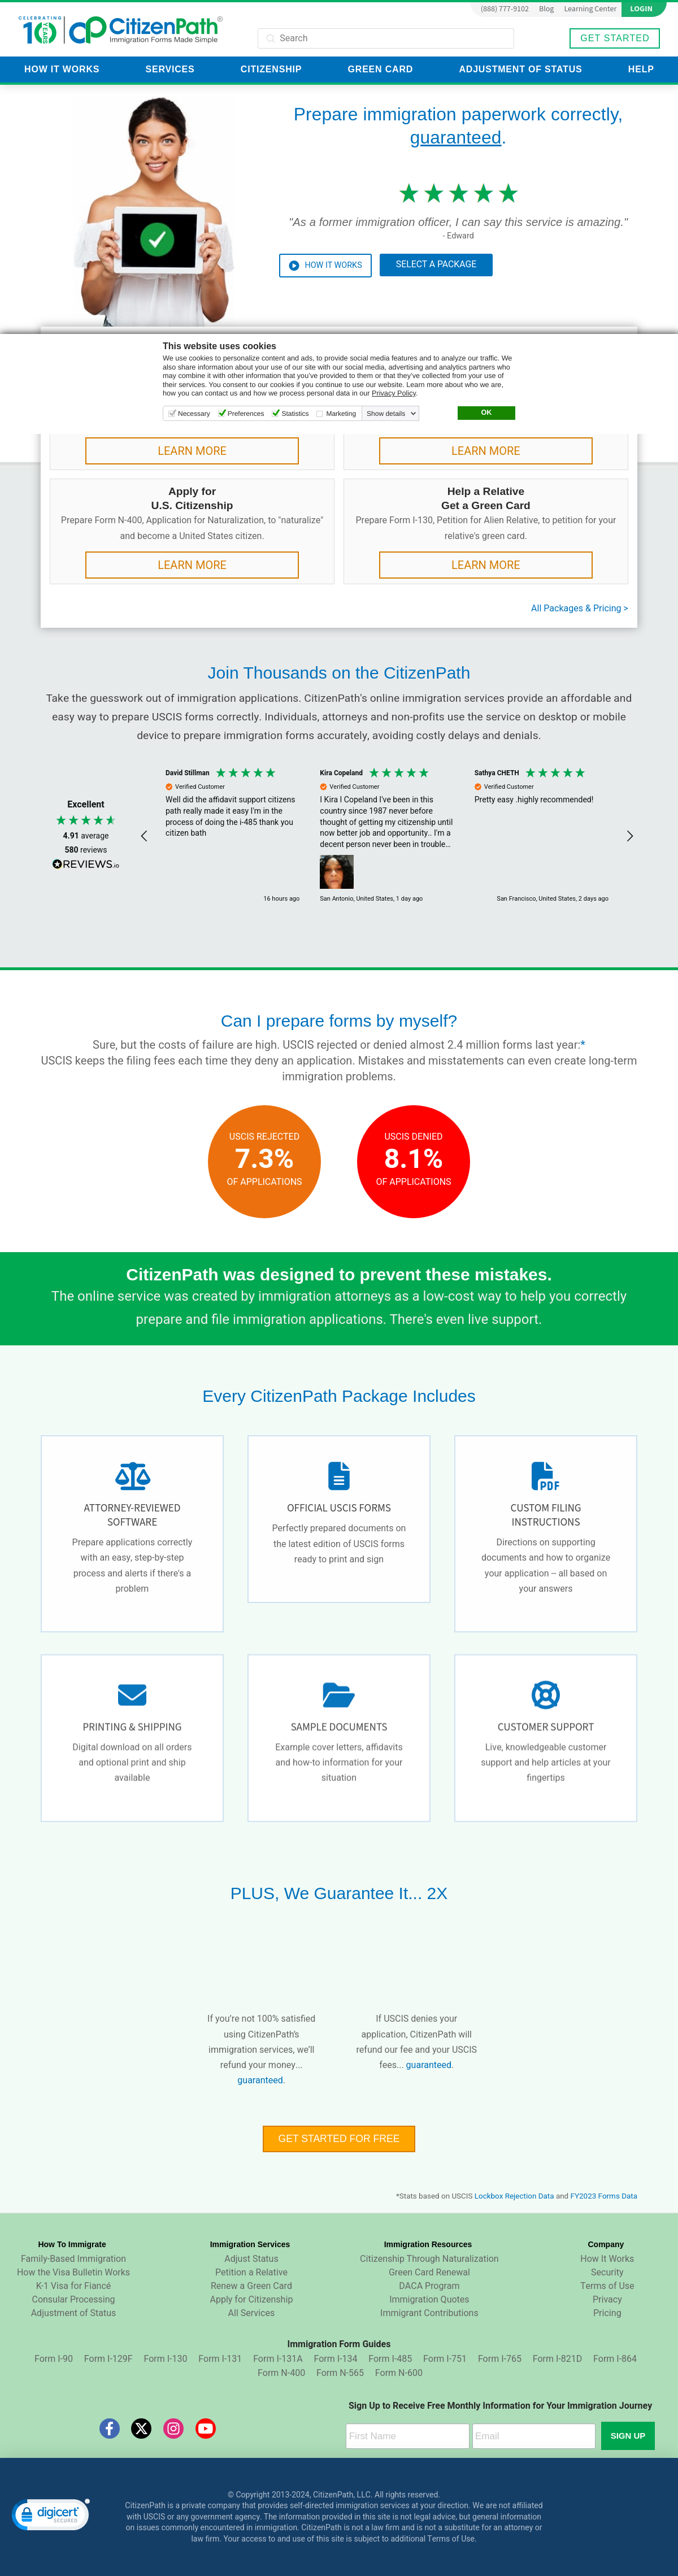 (888) 777-9102 Blog Learning Center LOGIN
CELEBRATING
10 YEARS
CitizenPath®
Immigration Forms Made Simple
Search
GET STARTED
HOW IT WORKS SERVICES CITIZENSHIP GREEN CARD ADJUSTMENT OF STATUS HELP
Prepare immigration paperwork correctly,
guaranteed.
"As a former immigration officer, I can say this service is amazing."
- Edward
HOW IT WORKS
SELECT A PACKAGE
This website uses cookies
We use cookies to personalize content and ads, to provide social media features and to analyze our traffic. We
also share information about your use of our site with our social media, advertising and analytics partners who
may combine it with other information that you've provided to them or that they've collected from your use of
their services. You consent to our cookies if you continue to use our website. Learn more about who we are,
how you can contact us and how we process personal data in our Privacy Policy.
Necessary Preferences Statistics Marketing Show details
OK
LEARN MORE
LEARN MORE
Apply for
U.S. Citizenship
Prepare Form N-400, Application for Naturalization, to "naturalize"
and become a United States citizen.
LEARN MORE
Help a Relative
Get a Green Card
Prepare Form I-130, Petition for Alien Relative, to petition for your
relative's green card.
LEARN MORE
All Packages & Pricing >
Join Thousands on the CitizenPath
Take the guesswork out of immigration applications. CitizenPath's online immigration services provide an affordable and
easy way to prepare USCIS forms correctly. Individuals, attorneys and non-profits use the service on desktop or mobile
device to prepare immigration forms accurately, avoiding costly delays and denials.
Excellent
4.91 average
580 reviews
REVIEWS.io
David Stillman
Verified Customer
Well did the affidavit support citizens
path really made it easy I'm in the
process of doing the i-485 thank you
citizen bath
16 hours ago
Kira Copeland
Verified Customer
I Kira l Copeland I've been in this
country since 1987 never before
thought of getting my citizenship until
now better job and opportunity.. I'm a
decent person never been in trouble...
San Antonio, United States, 1 day ago
Sathya CHETH
Verified Customer
Pretty easy .highly recommended!
San Francisco, United States, 2 days ago
Can I prepare forms by myself?
Sure, but the costs of failure are high. USCIS rejected or denied almost 2.4 million forms last year:*
USCIS keeps the filing fees each time they deny an application. Mistakes and misstatements can even create long-term
immigration problems.
USCIS REJECTED
7.3%
OF APPLICATIONS
USCIS DENIED
8.1%
OF APPLICATIONS
CitizenPath was designed to prevent these mistakes.
The online service was created by immigration attorneys as a low-cost way to help you correctly
prepare and file immigration applications. There's even live support.
Every CitizenPath Package Includes
ATTORNEY-REVIEWED
SOFTWARE
Prepare applications correctly
with an easy, step-by-step
process and alerts if there's a
problem
OFFICIAL USCIS FORMS
Perfectly prepared documents on
the latest edition of USCIS forms
ready to print and sign
PDF
CUSTOM FILING
INSTRUCTIONS
Directions on supporting
documents and how to organize
your application – all based on
your answers
PRINTING & SHIPPING
Digital download on all orders
and optional print and ship
available
SAMPLE DOCUMENTS
Example cover letters, affidavits
and how-to information for your
situation
CUSTOMER SUPPORT
Live, knowledgeable customer
support and help articles at your
fingertips
PLUS, We Guarantee It... 2X
If you're not 100% satisfied
using CitizenPath's
immigration services, we'll
refund your money...
guaranteed.
If USCIS denies your
application, CitizenPath will
refund our fee and your USCIS
fees... guaranteed.
GET STARTED FOR FREE
*Stats based on USCIS Lockbox Rejection Data and FY2023 Forms Data
How To Immigrate
Family-Based Immigration
How the Visa Bulletin Works
K-1 Visa for Fiancé
Consular Processing
Adjustment of Status
Immigration Services
Adjust Status
Petition a Relative
Renew a Green Card
Apply for Citizenship
All Services
Immigration Resources
Citizenship Through Naturalization
Green Card Renewal
DACA Program
Immigration Quotes
Immigrant Contributions
Company
How It Works
Security
Terms of Use
Privacy
Pricing
Immigration Form Guides
Form I-90 Form I-129F Form I-130 Form I-131 Form I-131A Form I-134 Form I-485 Form I-751 Form I-765 Form I-821D Form I-864
Form N-400 Form N-565 Form N-600
Sign Up to Receive Free Monthly Information for Your Immigration Journey
First Name
Email
SIGN UP
digicert
SECURED
© Copyright 2013-2024, CitizenPath, LLC. All rights reserved.
CitizenPath is a private company that provides self-directed immigration services at your direction. We are not affiliated
with USCIS or any government agency. The information provided in this site is not legal advice, but general information
on issues commonly encountered in immigration. CitizenPath is not a law firm and is not a substitute for an attorney or
law firm. Your access to and use of this site is subject to additional Terms of Use.